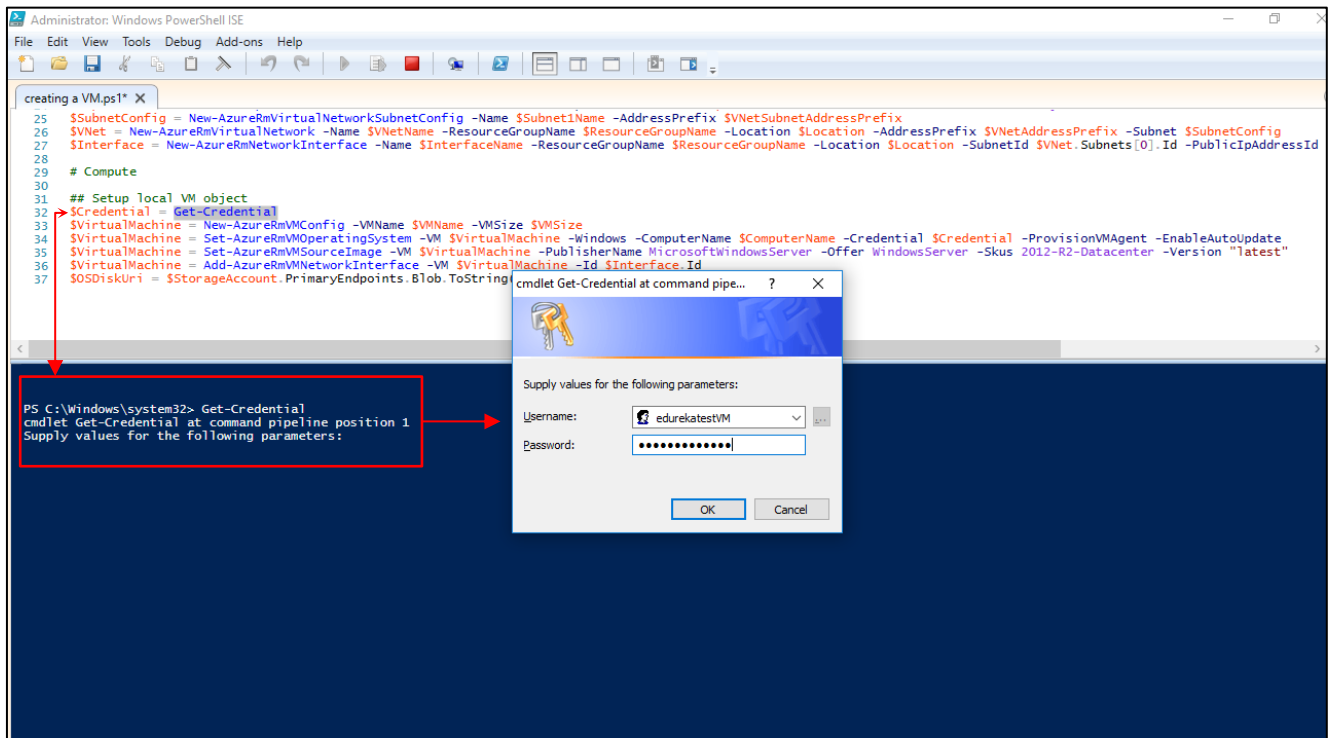 Administrator: Windows PowerShell ISE
File Edit View Tools Debug Add-ons Help
creating a VM.ps1* X
25 $SubnetConfig = New-AzureRmVirtualNetworkSubnetConfig -Name $Subnet1Name -AddressPrefix $VNetSubnetAddressPrefix
26 $VNet = New-AzureRmVirtualNetwork -Name $VNetName -ResourceGroupName $ResourceGroupName -Location $Location -AddressPrefix $VNetAddressPrefix -Subnet $SubnetConfig
27 $Interface = New-AzureRmNetworkInterface -Name $InterfaceName -ResourceGroupName $ResourceGroupName -Location $Location -SubnetId $VNet.Subnets[0].Id -PublicIpAddressId
28
29 # Compute
30
31 ## Setup local VM object
32 $Credential = Get-Credential
33 $VirtualMachine = New-AzureRmVMConfig -VMName $VMName -VMSize $VMSize
34 $VirtualMachine = Set-AzureRmVMOperatingSystem -VM $VirtualMachine -Windows -ComputerName $ComputerName -Credential $Credential -ProvisionVMAgent -EnableAutoUpdate
35 $VirtualMachine = Set-AzureRmVMSourceImage -VM $VirtualMachine -PublisherName MicrosoftWindowsServer -Offer WindowsServer -Skus 2012-R2-Datacenter -Version "latest"
36 $VirtualMachine = Add-AzureRmVMNetworkInterface -VM $VirtualMachine -Id $Interface.Id
37 $OSDiskUri = $StorageAccount.PrimaryEndpoints.Blob.ToString(
cmdlet Get-Credential at command pipe... ? X
Supply values for the following parameters:
Username: edurekatestVM ...
Password: •••••••••••••
OK Cancel
PS C:\Windows\system32> Get-Credential
cmdlet Get-Credential at command pipeline position 1
Supply values for the following parameters: